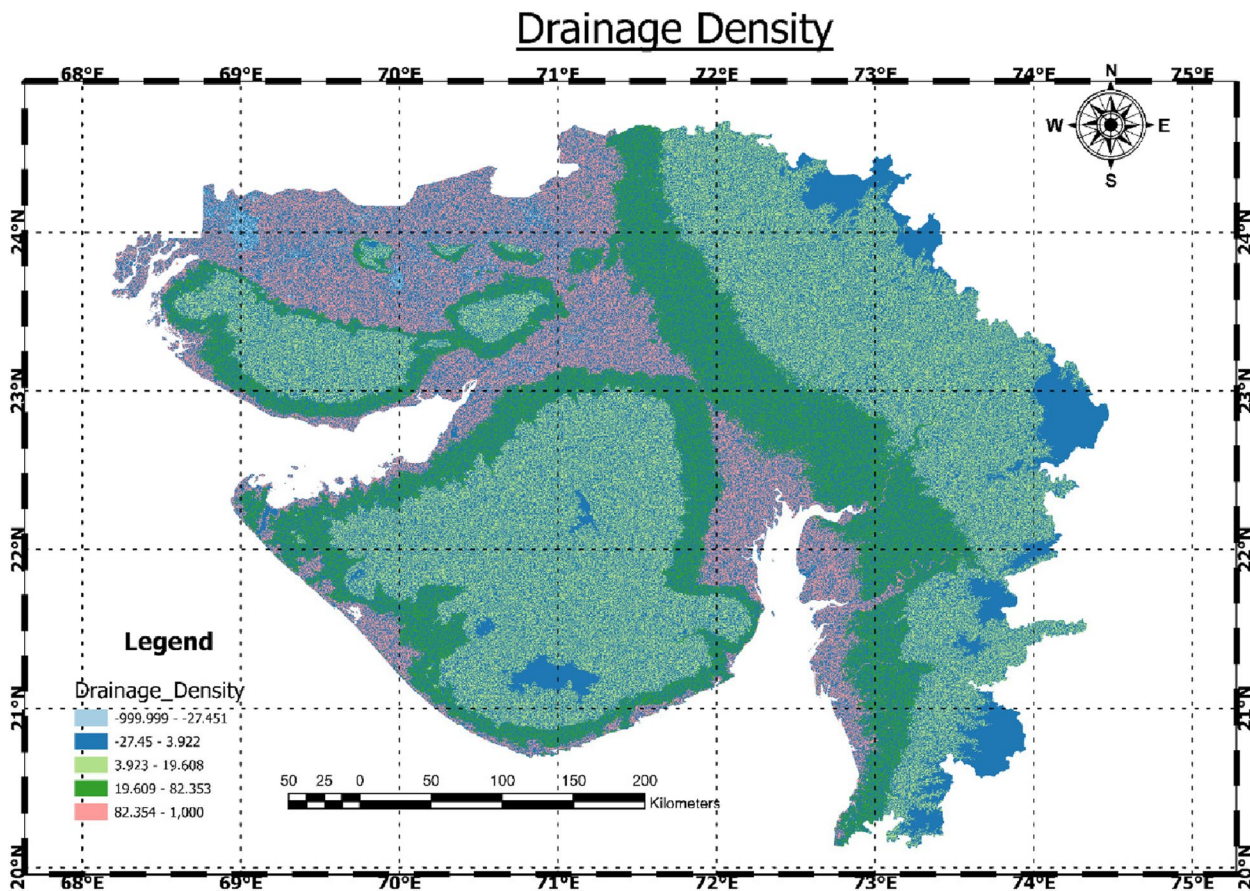 Drainage Density
68°E 69°E 70°E 71°E 72°E 73°E 74°E 75°E
N
W E
S
24°N 24°N
23°N 23°N
22°N 22°N
21°N 21°N
20°N 20°N
Legend
Drainage_Density
-999.999 - -27.451
-27.45 - 3.922
3.923 - 19.608
19.609 - 82.353
82.354 - 1,000
50 25 0 50 100 150 200
Kilometers
68°E 69°E 70°E 71°E 72°E 73°E 74°E 75°E